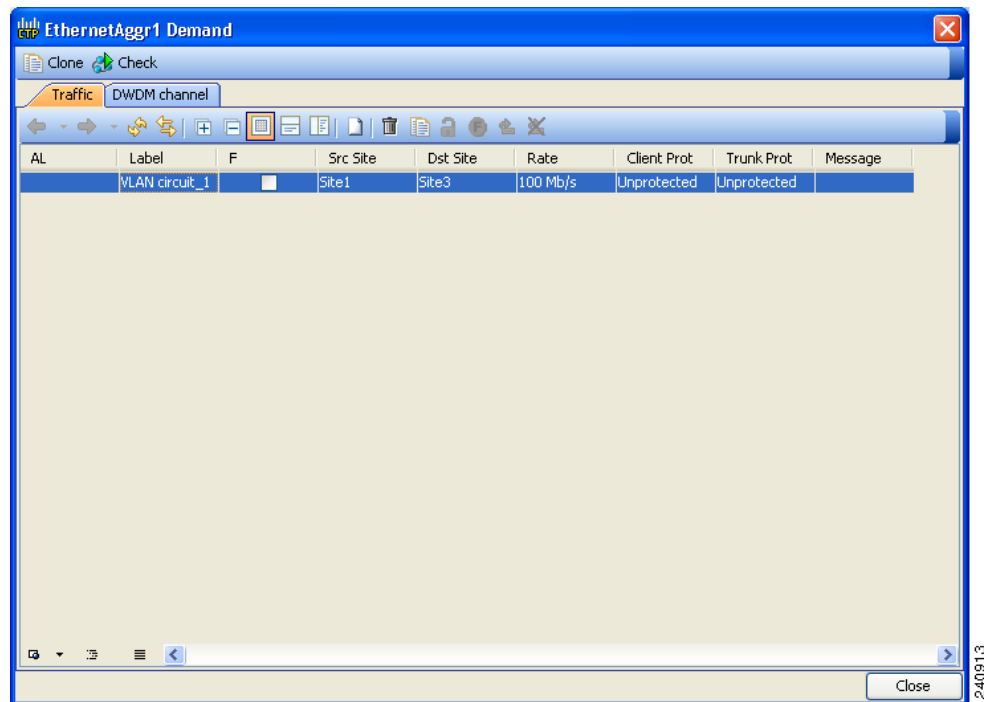 CTP EthernetAggr1 Demand
Clone Check
Traffic DWDM channel
AL Label F Src Site Dst Site Rate Client Prot Trunk Prot Message
VLAN circuit_1 Site1 Site3 100 Mb/s Unprotected Unprotected
Close
240913